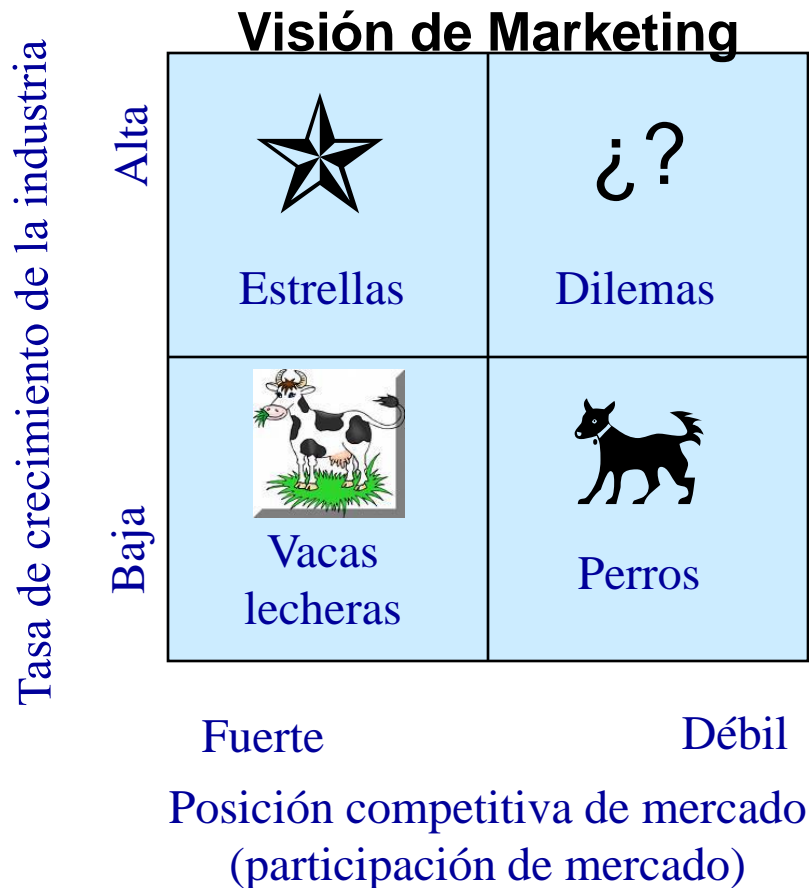 Visión de Marketing
Tasa de crecimiento de la industria
Alta
¿?
Estrellas
Dilemas
Baja
Vacas
lecheras
Perros
Fuerte
Débil
Posición competitiva de mercado
(participación de mercado)